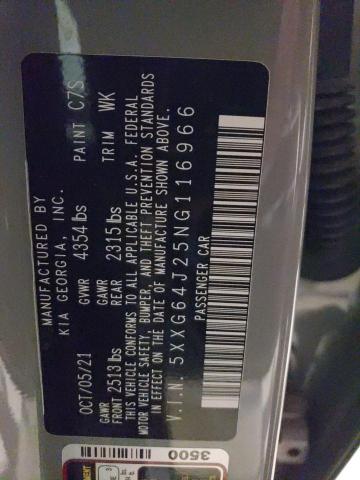 MANUFACTURED BY
KIA GEORGIA, INC.
OCT/05/21 GVWR 4354 lbs PAINT C7S
GAWR FRONT 2513 lbs GAWR REAR 2315 lbs TRIM WK
THIS VEHICLE CONFORMS TO ALL APPLICABLE U.S.A. FEDERAL
MOTOR VEHICLE SAFETY, BUMPER, AND THEFT PREVENTION STANDARDS
IN EFFECT ON THE DATE OF MANUFACTURE SHOWN ABOVE.
V.I.N. 5XXG64J25NG116966
PASSENGER CAR
3500